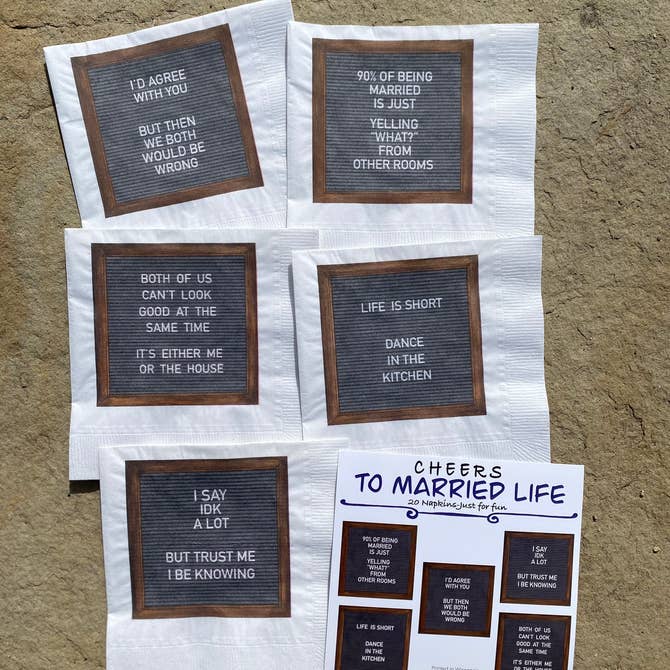 I'D AGREE
WITH YOU
BUT THEN
WE BOTH
WOULD BE
WRONG
90% OF BEING
MARRIED
IS JUST
YELLING
"WHAT?"
FROM
OTHER ROOMS
BOTH OF US
CAN'T LOOK
GOOD AT THE
SAME TIME
IT'S EITHER ME
OR THE HOUSE
LIFE IS SHORT
DANCE
IN THE
KITCHEN
I SAY
IDK
A LOT
BUT TRUST ME
I BE KNOWING
CHEERS
TO MARRIED LIFE
20 Napkins-Just for fun
90% OF BEING
MARRIED
IS JUST
YELLING
"WHAT?"
FROM
OTHER ROOMS
I'D AGREE
WITH YOU
BUT THEN
WE BOTH
WOULD BE
WRONG
I SAY
IDK
A LOT
BUT TRUST ME
I BE KNOWING
LIFE IS SHORT
DANCE
IN THE
KITCHEN
BOTH OF US
CAN'T LOOK
GOOD AT THE
SAME TIME
IT'S EITHER ME